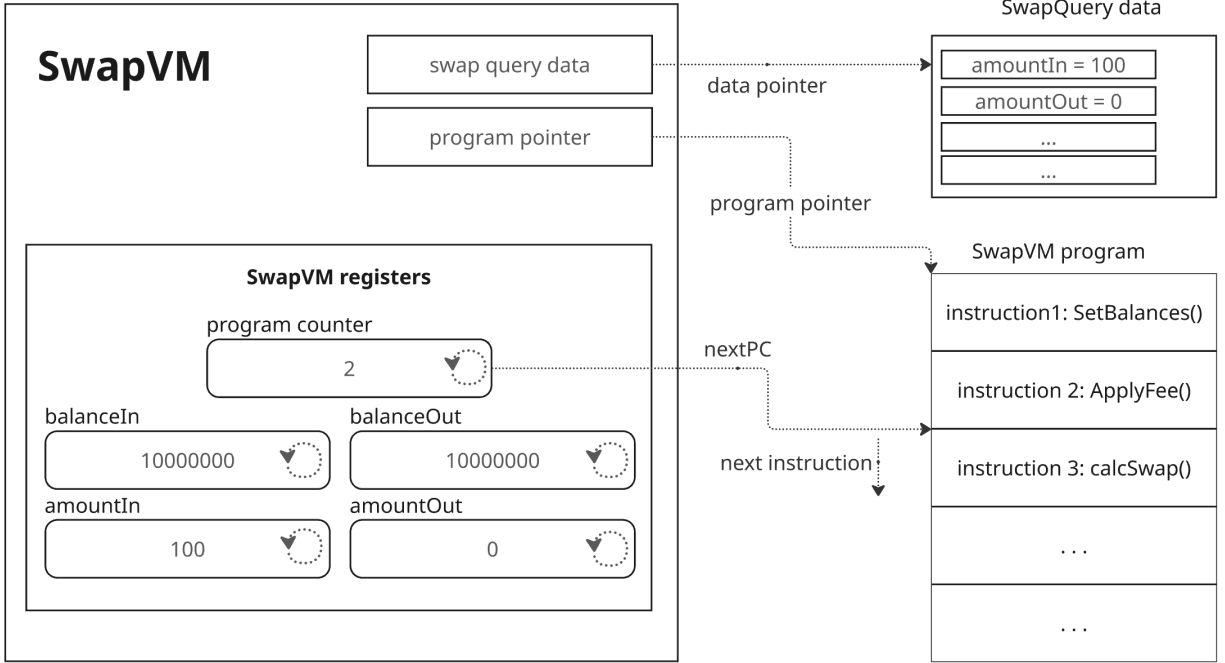 SwapVM
swap query data
program pointer
data pointer
program pointer
SwapQuery data
amountIn = 100
amountOut = 0
...
...
SwapVM registers
program counter
2
balanceIn
10000000
balanceOut
10000000
amountIn
100
amountOut
0
nextPC
next instruction
SwapVM program
instruction1: SetBalances()
instruction 2: ApplyFee()
instruction 3: calcSwap()
. . .
. . .